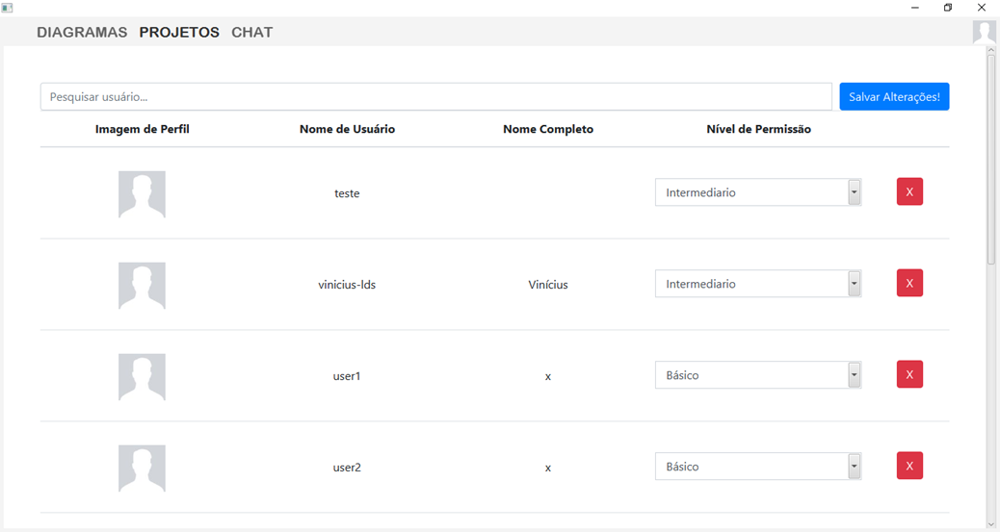 DIAGRAMAS PROJETOS CHAT
Pesquisar usuário... Salvar Alterações!
Imagem de Perfil Nome de Usuário Nome Completo Nível de Permissão
teste Intermediario X
vinicius-lds Vinícius Intermediario X
user1 x Básico X
user2 x Básico X